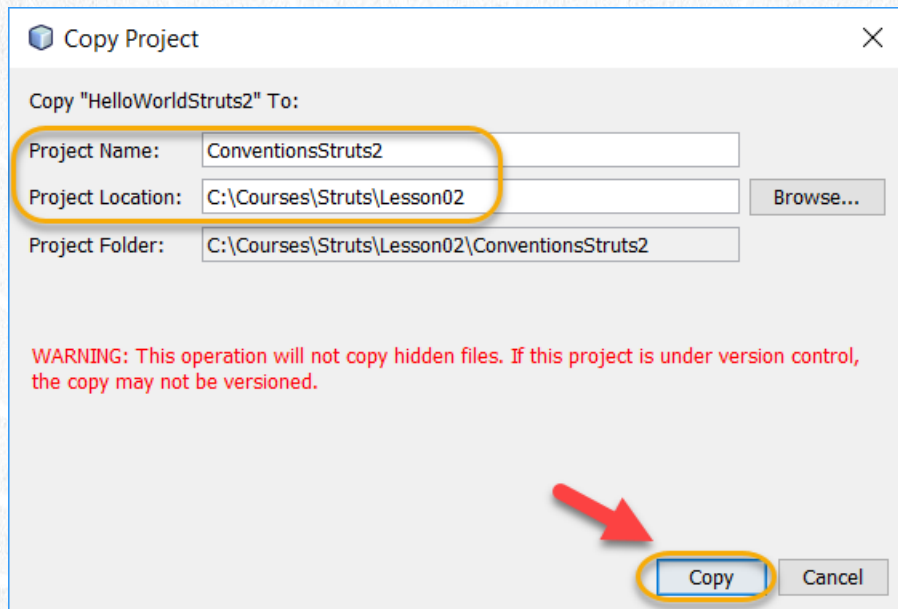 Copy Project
Copy "HelloWorldStruts2" To:
Project Name: ConventionsStruts2
Project Location: C:\Courses\Struts\Lesson02 Browse...
Project Folder: C:\Courses\Struts\Lesson02\ConventionsStruts2
WARNING: This operation will not copy hidden files. If this project is under version control,
the copy may not be versioned.
Copy Cancel